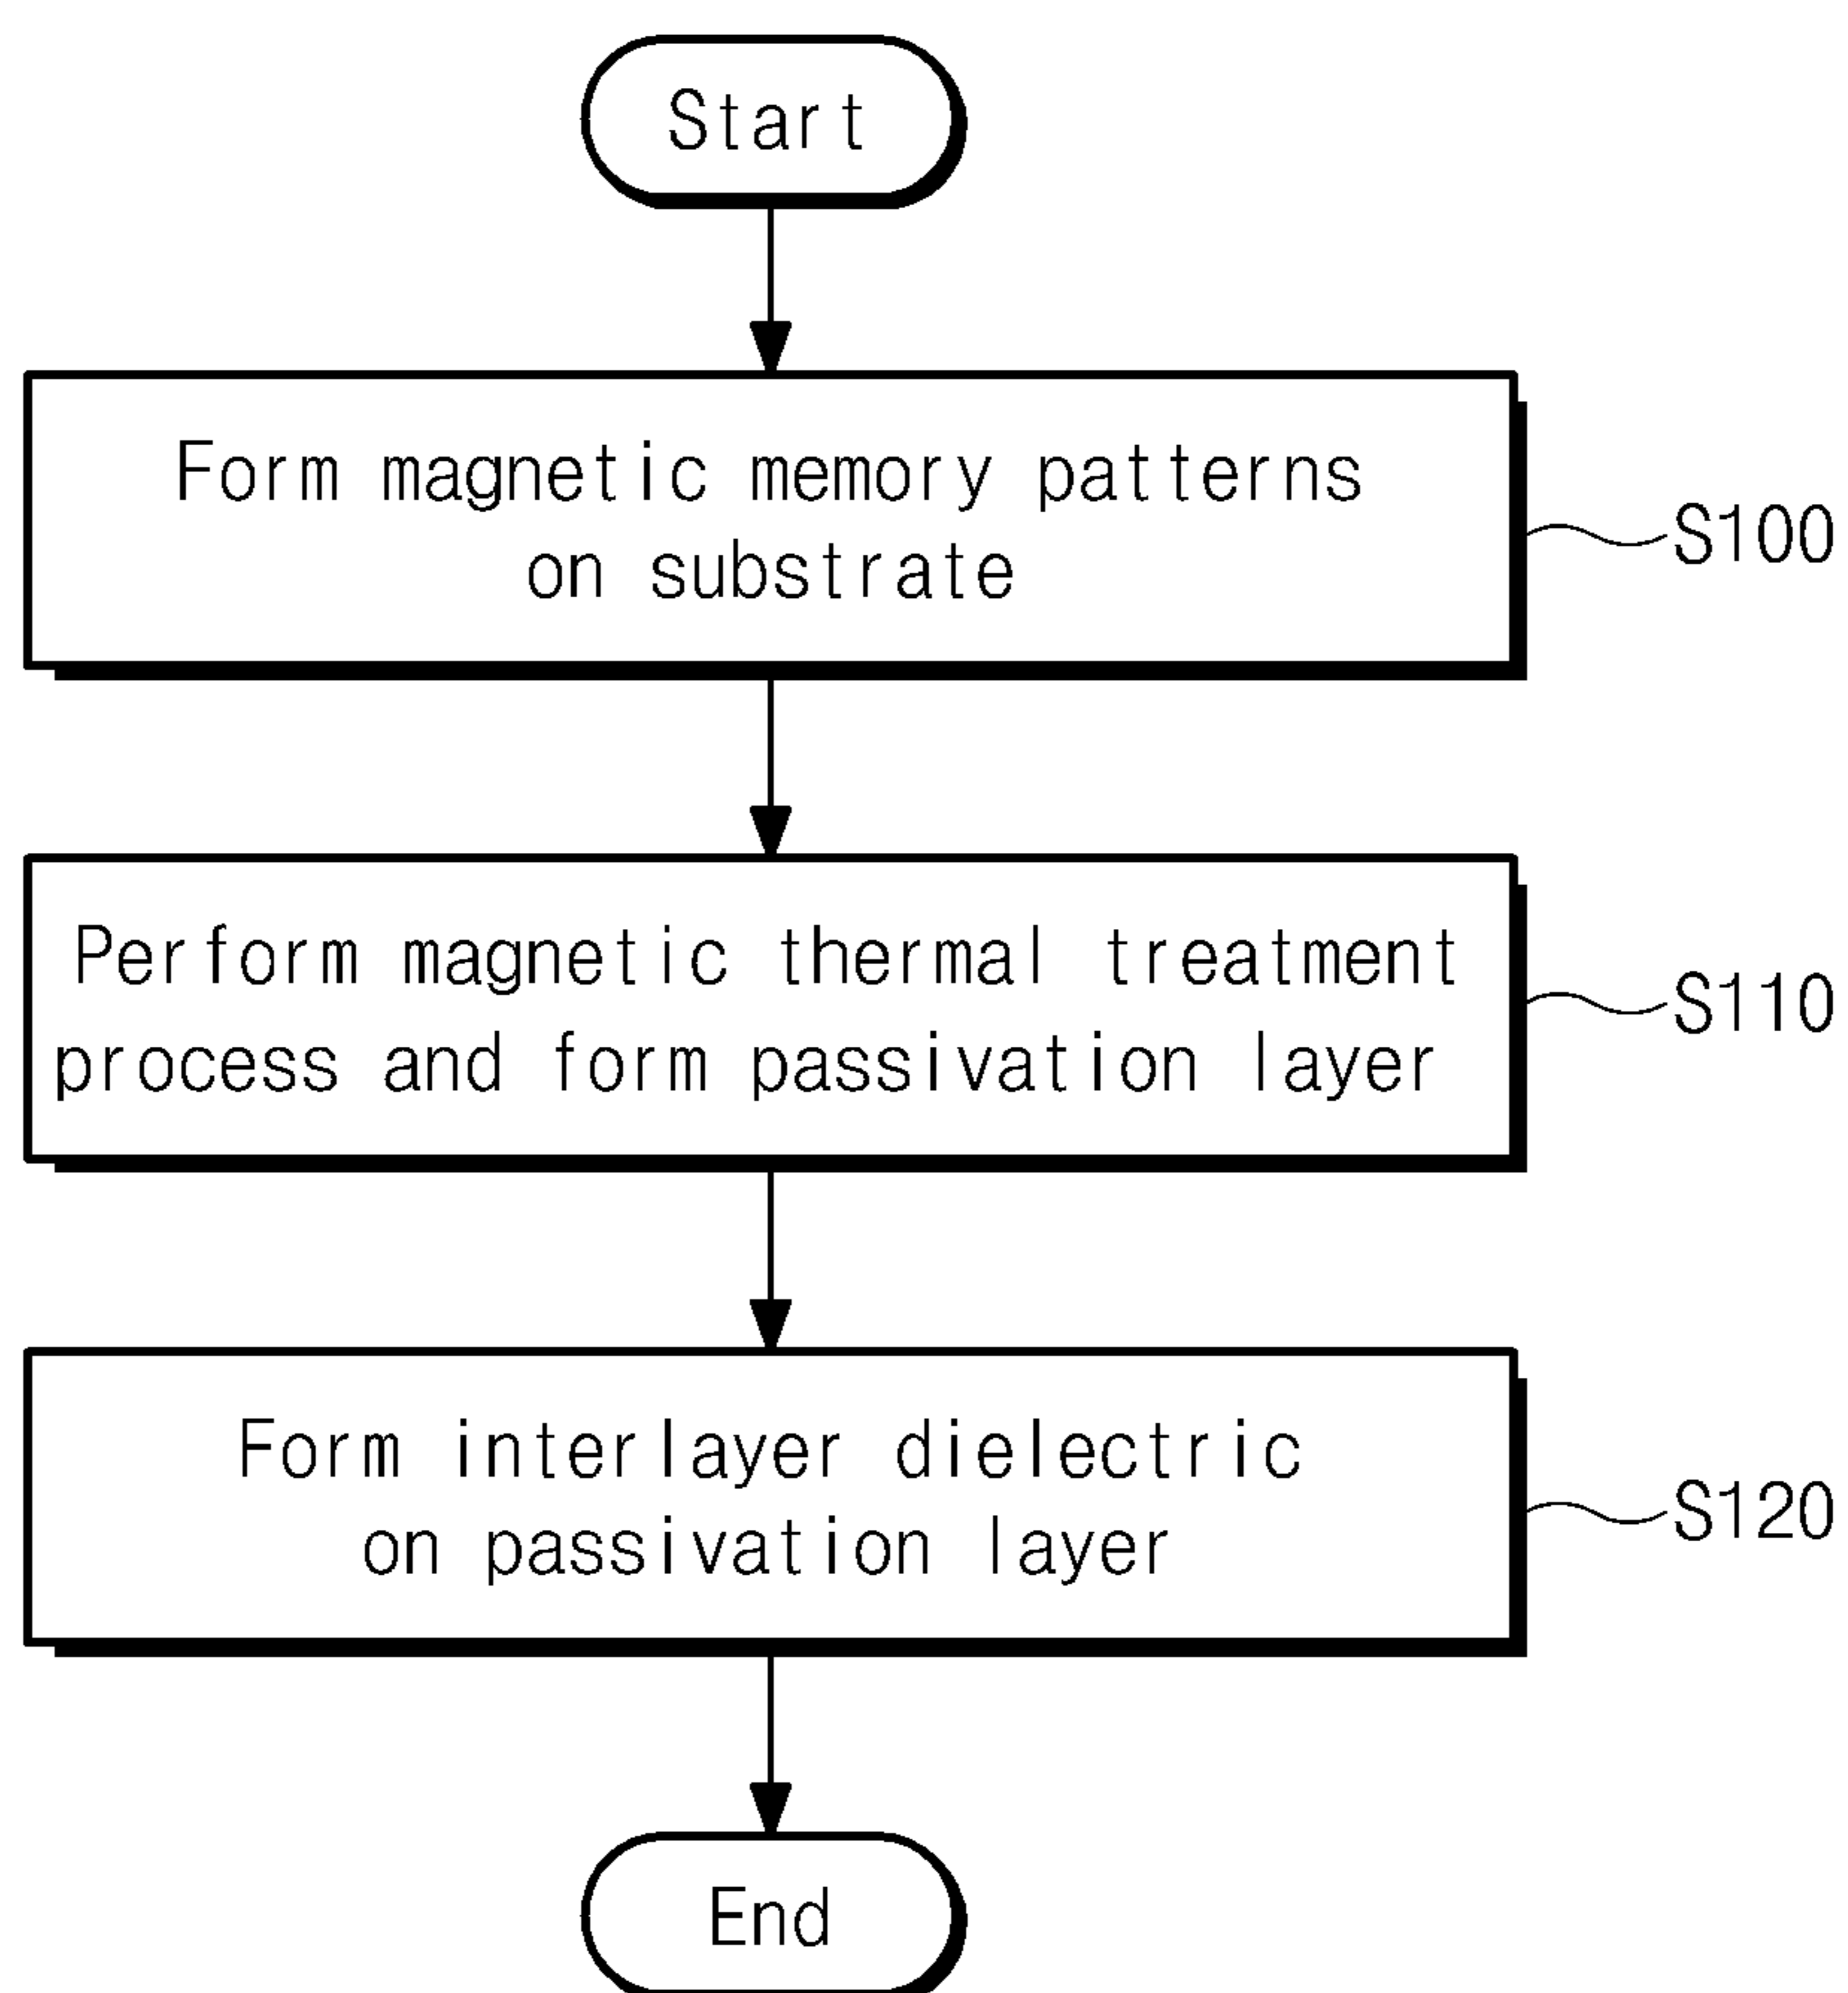 Start
Form magnetic memory patterns
on substrate
S100
Perform magnetic thermal treatment
process and form passivation layer
S110
Form interlayer dielectric
on passivation layer
S120
End